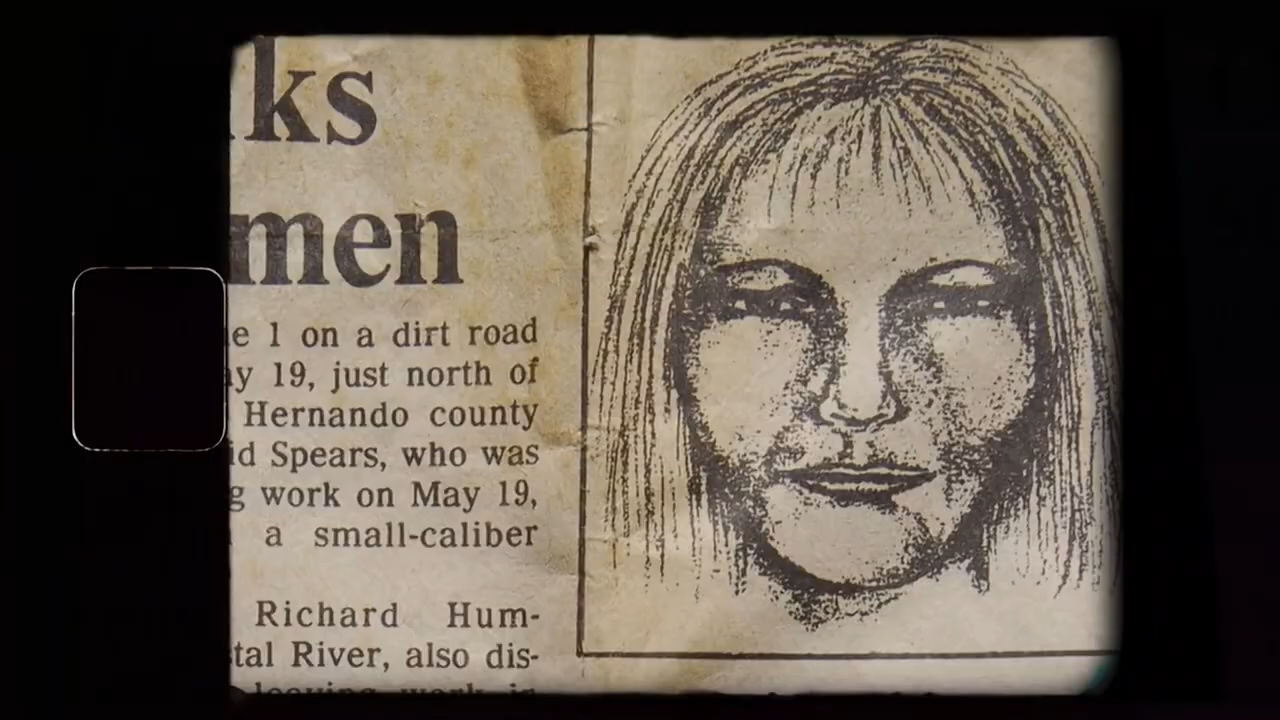 ks
men
e 1 on a dirt road
ay 19, just north of
Hernando county
id Spears, who was
g work on May 19,
a small-caliber
Richard Hum-
tal River, also dis-
leaving work in